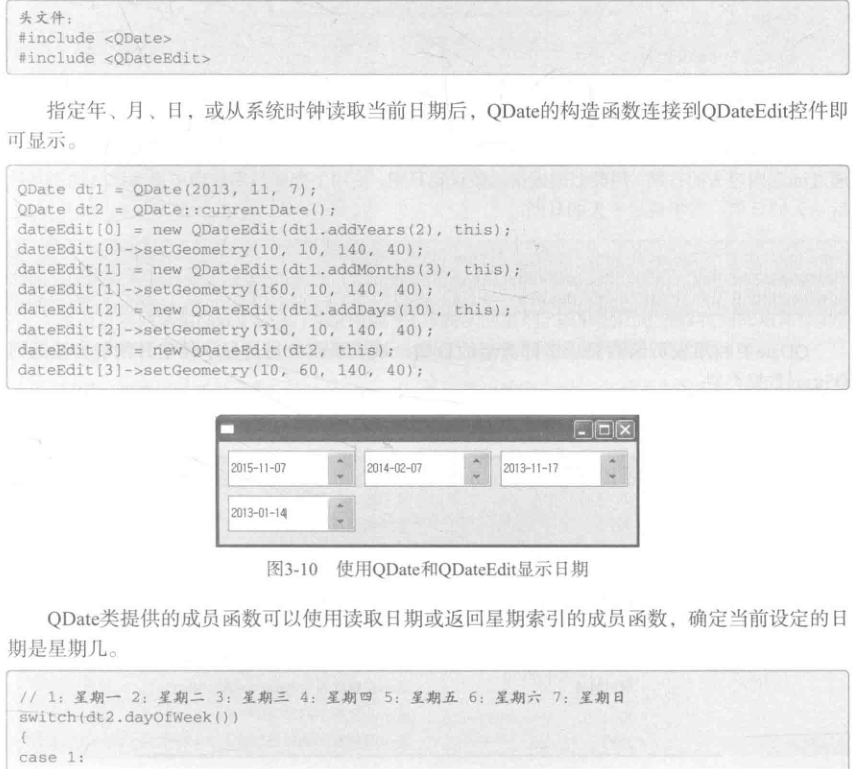 头文件:
#include <QDate>
#include <QDateEdit>
指定年、月、日，或从系统时钟读取当前日期后，QDate的构造函数连接到QDateEdit控件即
可显示。
QDate dt1 = QDate(2013, 11, 7);
QDate dt2 = QDate::currentDate();
dateEdit[0] = new QDateEdit(dt1.addYears(2), this);
dateEdit[0]->setGeometry(10, 10, 140, 40);
dateEdit[1] = new QDateEdit(dt1.addMonths(3), this);
dateEdit[1]->setGeometry(160, 10, 140, 40);
dateEdit[2] = new QDateEdit(dt1.addDays(10), this);
dateEdit[2]->setGeometry(310, 10, 140, 40);
dateEdit[3] = new QDateEdit(dt2, this);
dateEdit[3]->setGeometry(10, 60, 140, 40);
2015-11-07 2014-02-07 2013-11-17
2013-01-14
图3-10 使用QDate和QDateEdit显示日期
QDate类提供的成员函数可以使用读取日期或返回星期索引的成员函数，确定当前设定的日
期是星期几。
// 1: 星期一 2: 星期二 3: 星期三 4: 星期四 5: 星期五 6: 星期六 7: 星期日
switch(dt2.dayOfWeek())
{
case 1: